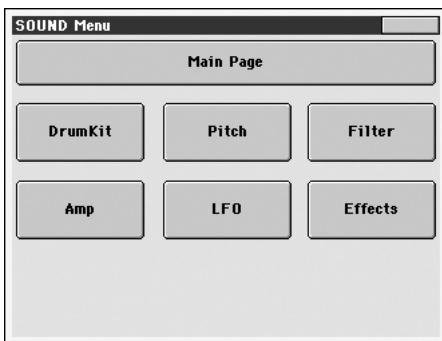 SOUND Menu
Main Page
DrumKit Pitch Filter
Amp LFO Effects